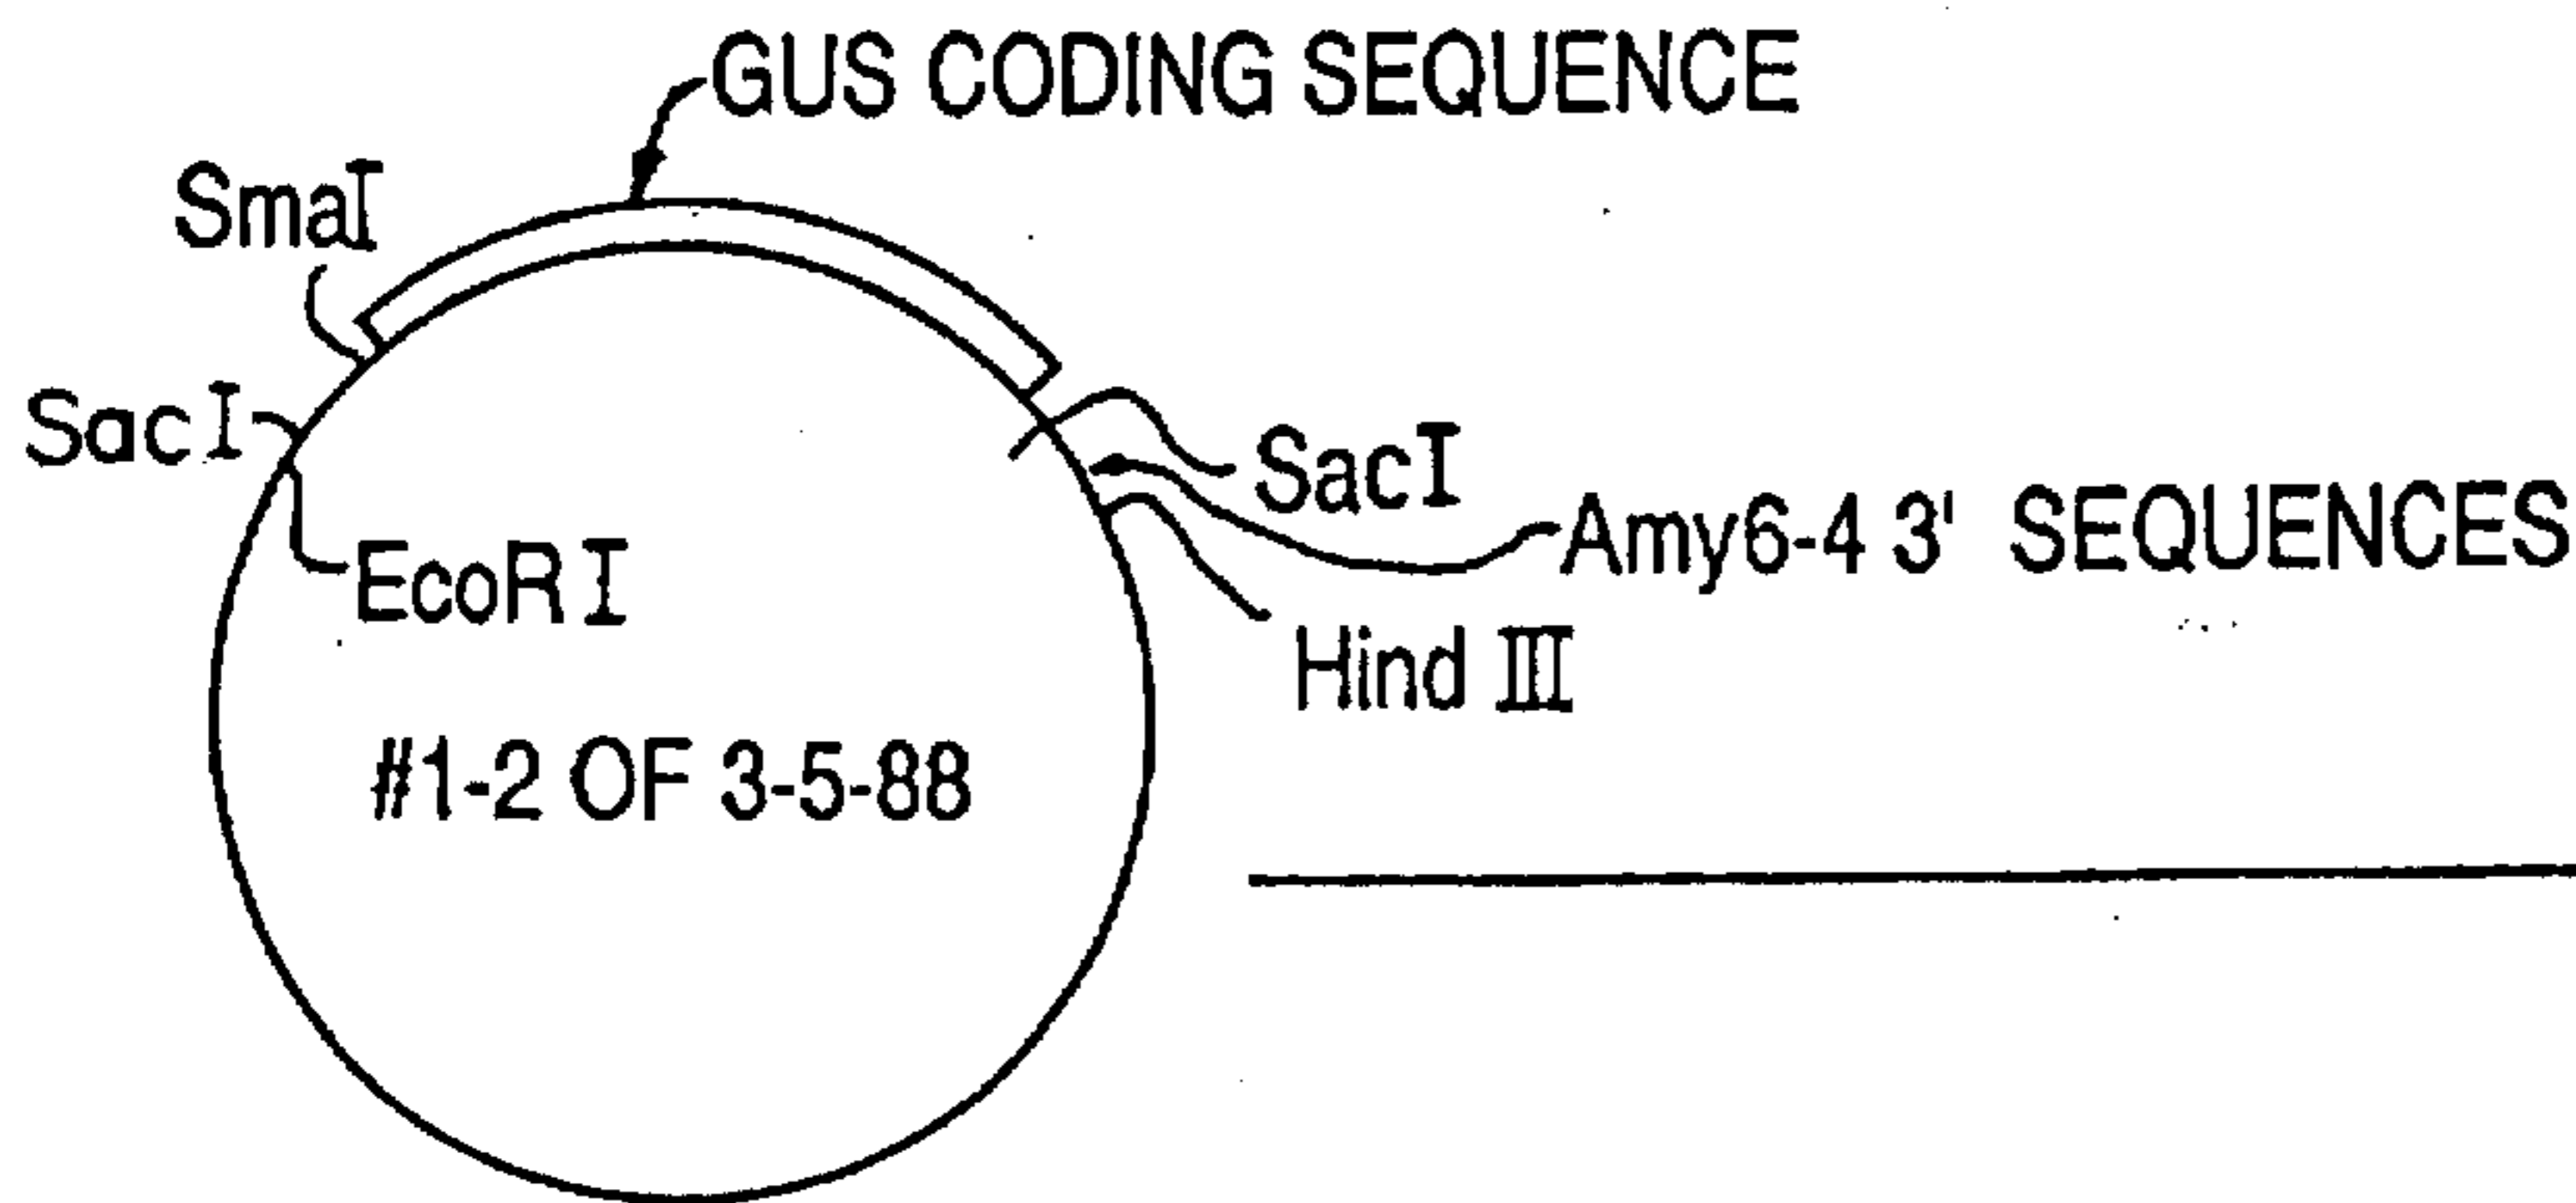 GUS CODING SEQUENCE
SmaI
SacI
SacI
Amy6-4 3' SEQUENCES
EcoRI
Hind III
#1-2 OF 3-5-88